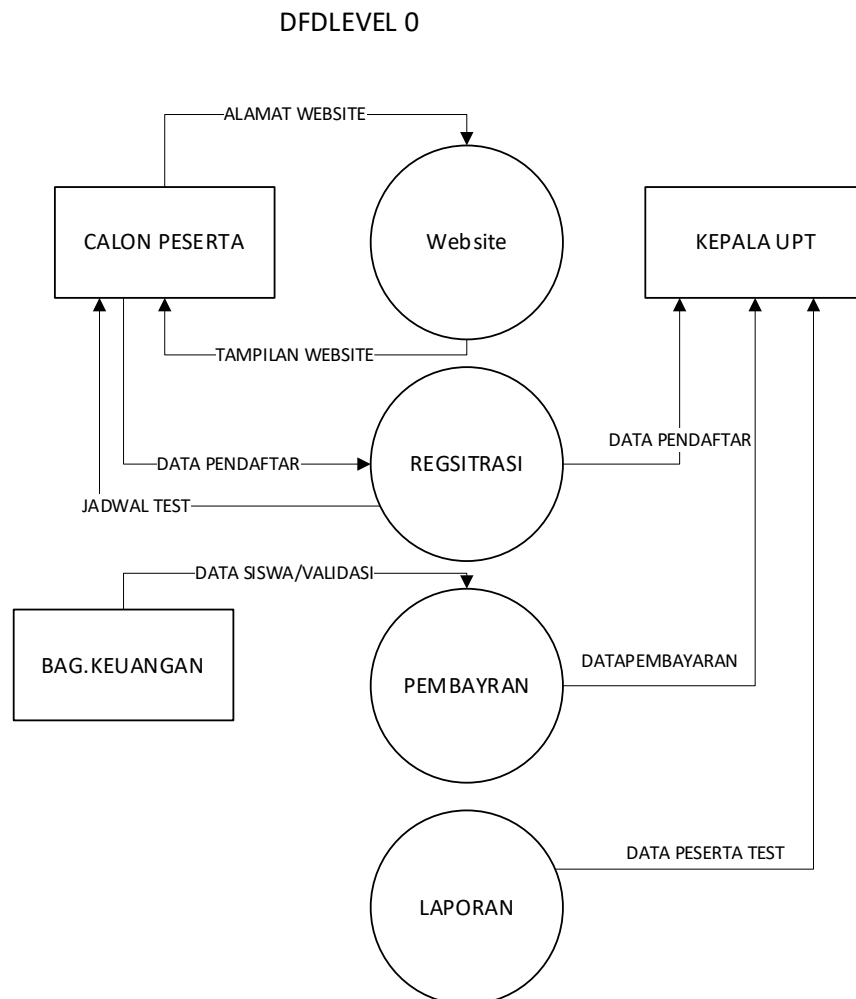 DFDLEVEL 0
ALAMAT WEBSITE
CALON PESERTA
Website
KEPALA UPT
TAMPILAN WEBSITE
DATA PENDAFTAR
REGSITRASI
DATA PENDAFTAR
JADWAL TEST
DATA SISWA/VALIDASI
BAG.KEUANGAN
PEMBAYRAN
DATAPEMBAYARAN
DATA PESERTA TEST
LAPORAN